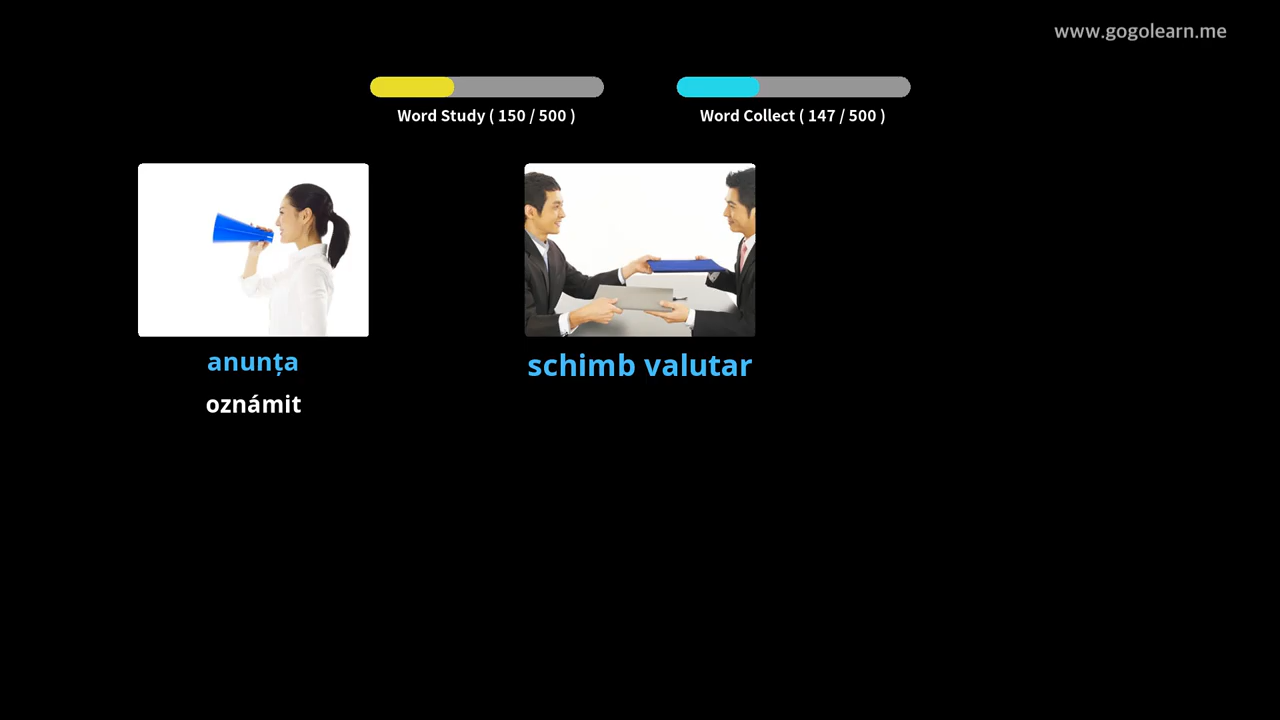 www.gogolearn.me
Word Study ( 150 / 500 )
Word Collect ( 147 / 500 )
anunța
oznámit
schimb valutar